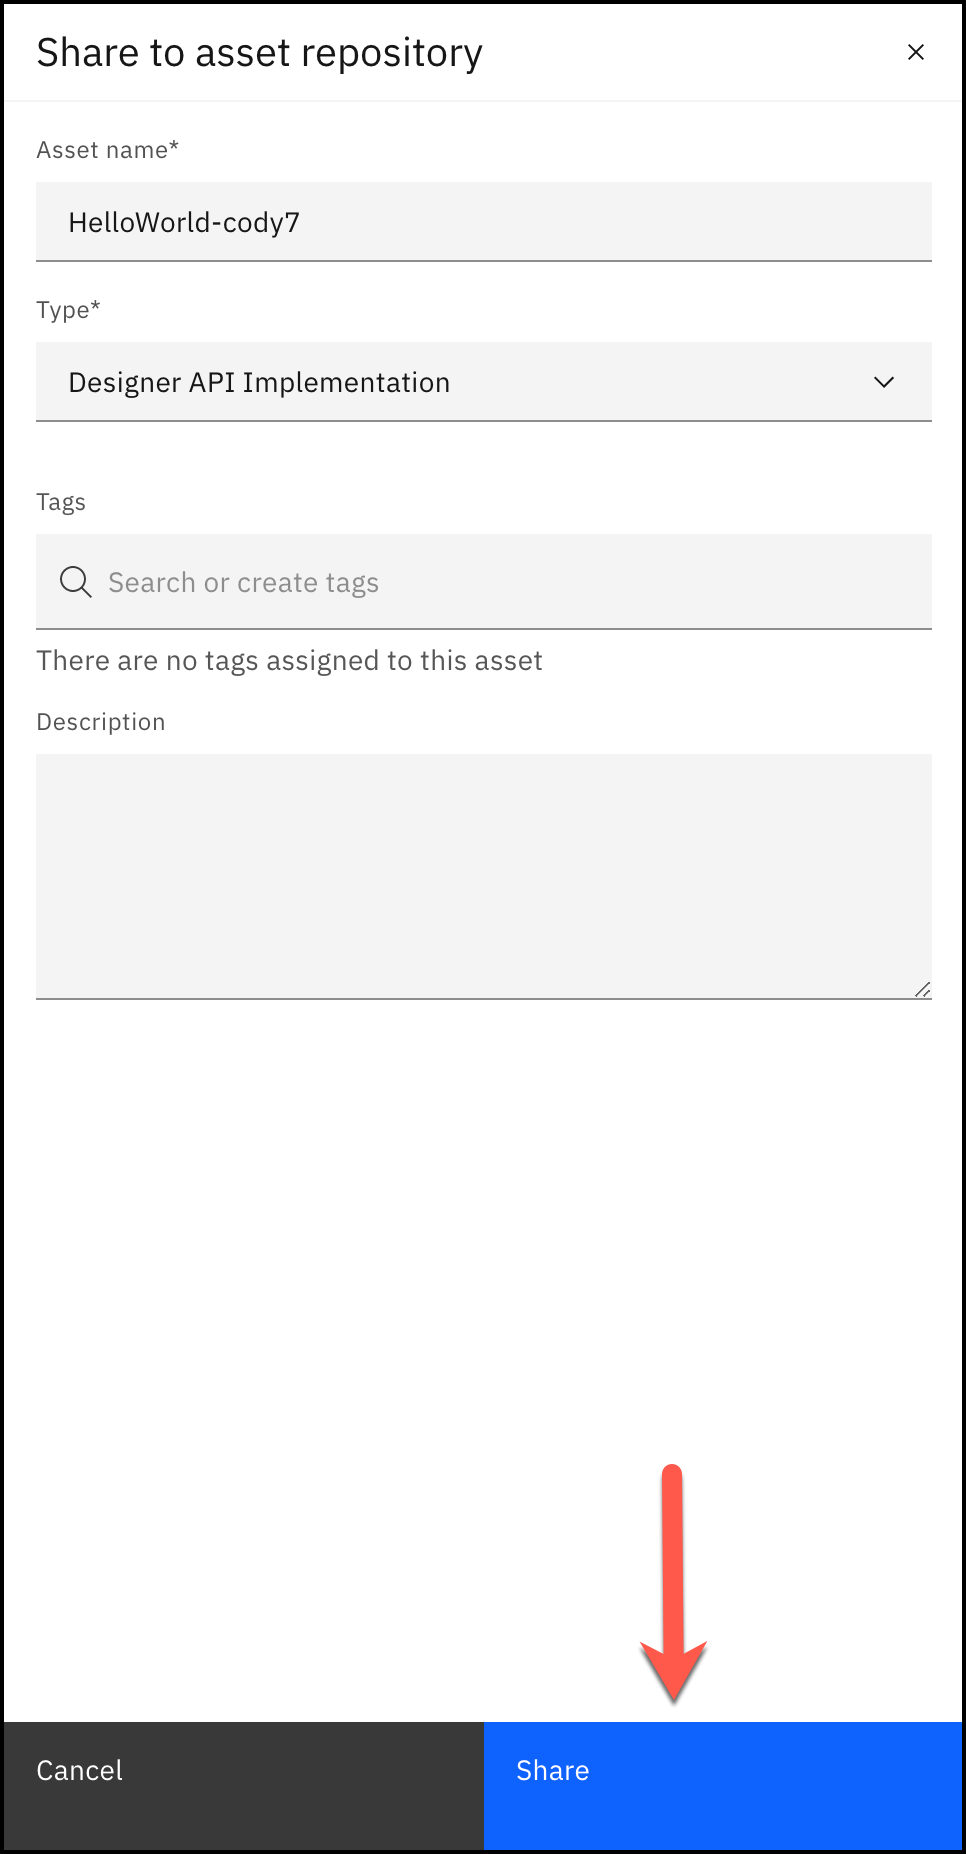 Share to asset repository
Asset name*
HelloWorld-cody7
Type*
Designer API Implementation
Tags
Search or create tags
There are no tags assigned to this asset
Description
Cancel
Share